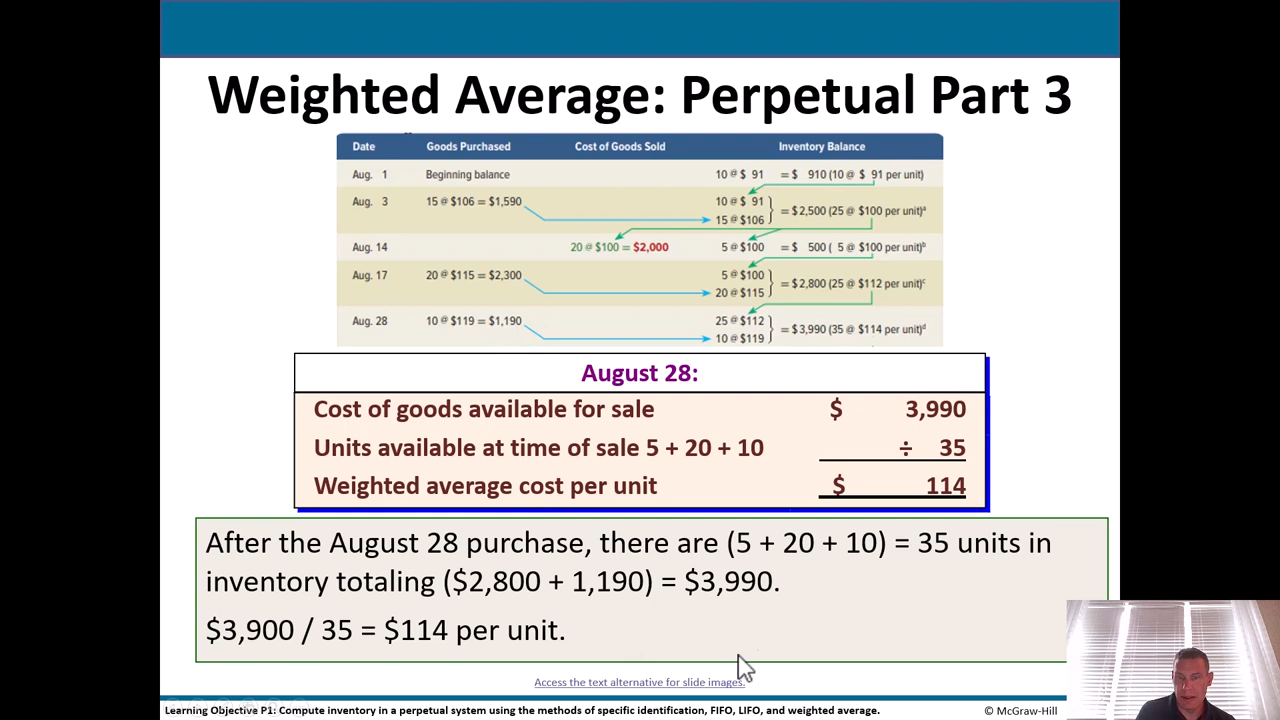 Weighted Average: Perpetual Part 3
Date Goods Purchased Cost of Goods Sold Inventory Balance
Aug. 1 Beginning balance 10 @ $ 91 = $ 910 (10 @ $ 91 per unit)
Aug. 3 15 @ $106 = $1,590 10 @ $ 91
15 @ $106 = $2,500 (25 @ $100 per unit)ᵃ
Aug. 14 20 @ $100 = $2,000 5 @ $100 = $ 500 ( 5 @ $100 per unit)ᵇ
Aug. 17 20 @ $115 = $2,300 5 @ $100
20 @ $115 = $2,800 (25 @ $112 per unit)ᶜ
Aug. 28 10 @ $119 = $1,190 25 @ $112
10 @ $119 = $3,990 (35 @ $114 per unit)ᵈ
August 28:
Cost of goods available for sale $ 3,990
Units available at time of sale 5 + 20 + 10 ÷ 35
Weighted average cost per unit $ 114
After the August 28 purchase, there are (5 + 20 + 10) = 35 units in
inventory totaling ($2,800 + 1,190) = $3,990.
$3,900 / 35 = $114 per unit.
Access the text alternative for slide images.
Learning Objective P1: Compute inventory in a perpetual system using the methods of specific identification, FIFO, LIFO, and weighted average. © McGraw-Hill